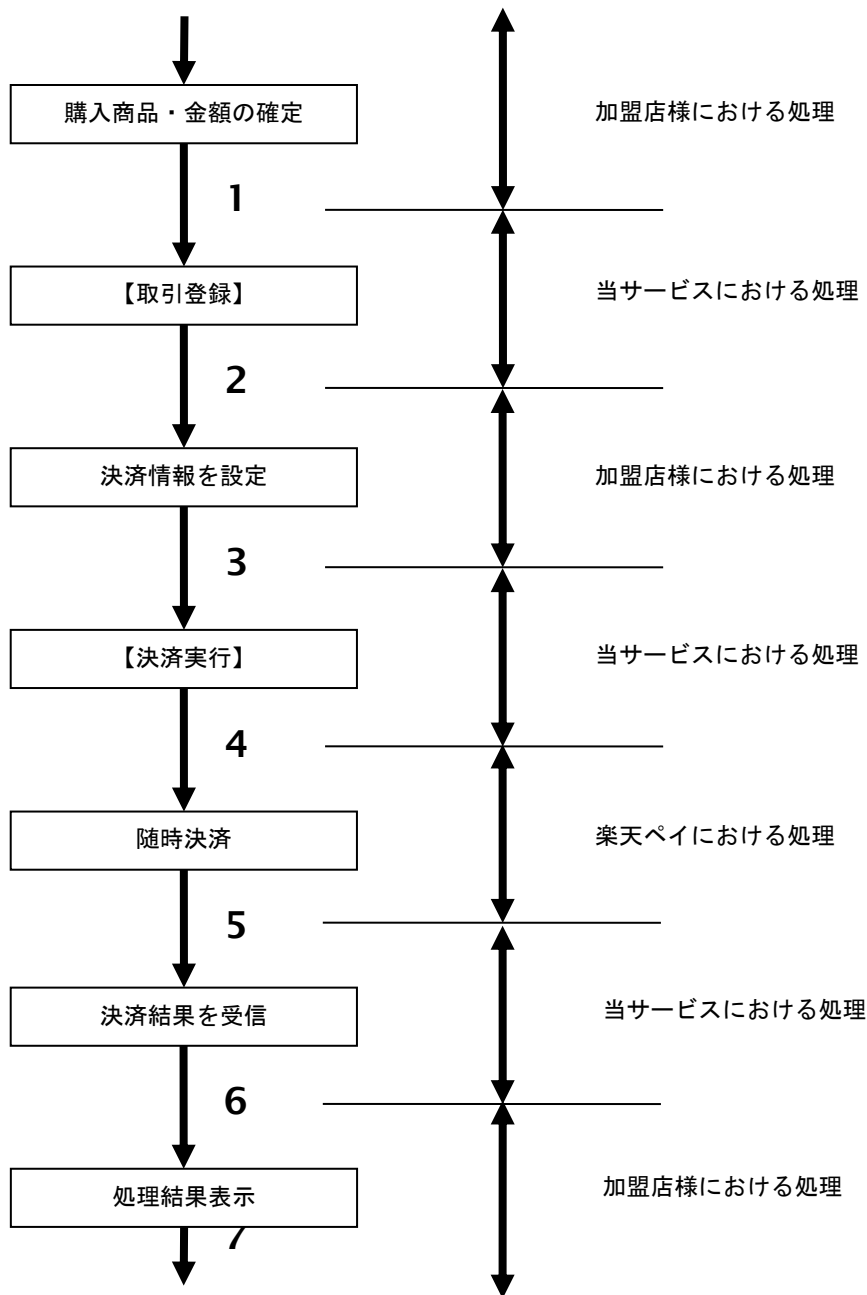 購入商品・金額の確定
加盟店様における処理
1
【取引登録】
当サービスにおける処理
2
決済情報を設定
加盟店様における処理
3
【決済実行】
当サービスにおける処理
4
随時決済
楽天ペイにおける処理
5
決済結果を受信
当サービスにおける処理
6
処理結果表示
加盟店様における処理
7